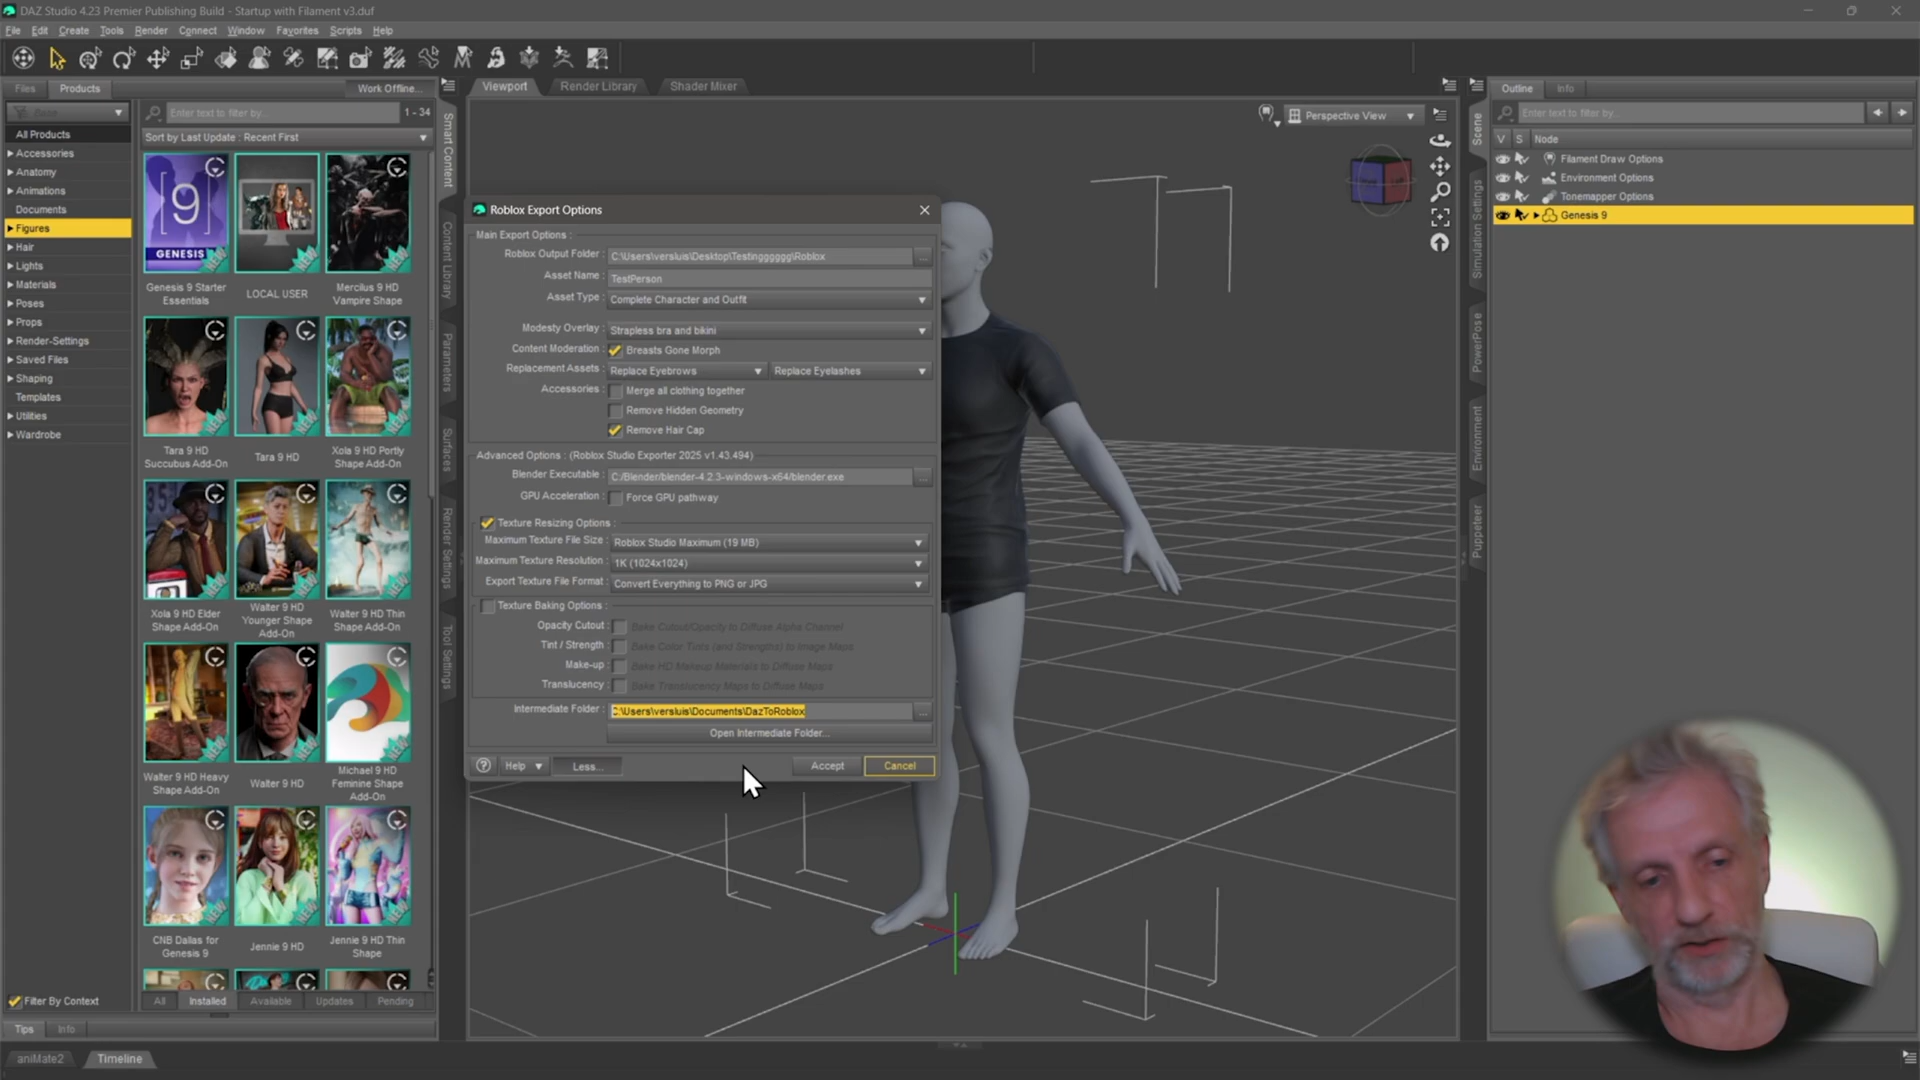 DAZ Studio 4.23 Premier Publishing Build - Startup with Filament v3.duf
File Edit Create Tools Render Connect Window Favorites Scripts Help
Files Products Work Offline...
Enter text to filter by... 1 - 34
Sort by Last Update : Recent First
All Products
Accessories
Anatomy
Animations
Documents
Figures
Hair
Lights
Materials
Poses
Props
Render-Settings
Saved Files
Shaping
Templates
Utilities
Wardrobe
[9]
GENESIS 9
Genesis 9 Starter Essentials
LOCAL USER
Mercilus 9 HD Vampire Shape
Tara 9 HD Succubus Add-On
Tara 9 HD
Xola 9 HD Portly Shape Add-On
Xola 9 HD Elder Shape Add-On
Walter 9 HD Younger Shape Add-On
Walter 9 HD Thin Shape Add-On
Walter 9 HD Heavy Shape Add-On
Walter 9 HD
Michael 9 HD Feminine Shape Add-On
CNB Dallas for Genesis 9
Jennie 9 HD
Jennie 9 HD Thin Shape
NEW
Filter By Context
All Installed Available Updates Pending
Tips Info
aniMate2 Timeline
Smart Content
Content Library
Parameters
Surfaces
Render Settings
Tool Settings
Viewport Render Library Shader Mixer
Perspective View
Roblox Export Options
Main Export Options :
Roblox Output Folder : C:\Users\versluis\Desktop\Testingggggg\Roblox ...
Asset Name : TestPerson
Asset Type : Complete Character and Outfit
Modesty Overlay : Strapless bra and bikini
Content Moderation : Breasts Gone Morph
Replacement Assets : Replace Eyebrows Replace Eyelashes
Accessories : Merge all clothing together
Remove Hidden Geometry
Remove Hair Cap
Advanced Options : (Roblox Studio Exporter 2025 v1.43.494)
Blender Executable : C:/Blender/blender-4.2.3-windows-x64/blender.exe ...
GPU Acceleration : Force GPU pathway
Texture Resizing Options :
Maximum Texture File Size : Roblox Studio Maximum (19 MB)
Maximum Texture Resolution : 1K (1024x1024)
Export Texture File Format : Convert Everything to PNG or JPG
Texture Baking Options :
Opacity Cutout : Bake Cutout/Opacity to Diffuse Alpha Channel
Tint / Strength : Bake Color Tints (and Strengths) to Image Maps
Make-up : Bake HD Makeup Materials to Diffuse Maps
Translucency : Bake Translucency Maps to Diffuse Maps
Intermediate Folder : C:\Users\versluis\Documents\DazToRoblox ...
Open Intermediate Folder...
? Help Less... Accept Cancel
Scene
Simulation Settings
PowerPose
Environment
Puppeteer
Outline Info
Enter text to filter by...
V S Node
Filament Draw Options
Environment Options
Tonemapper Options
Genesis 9